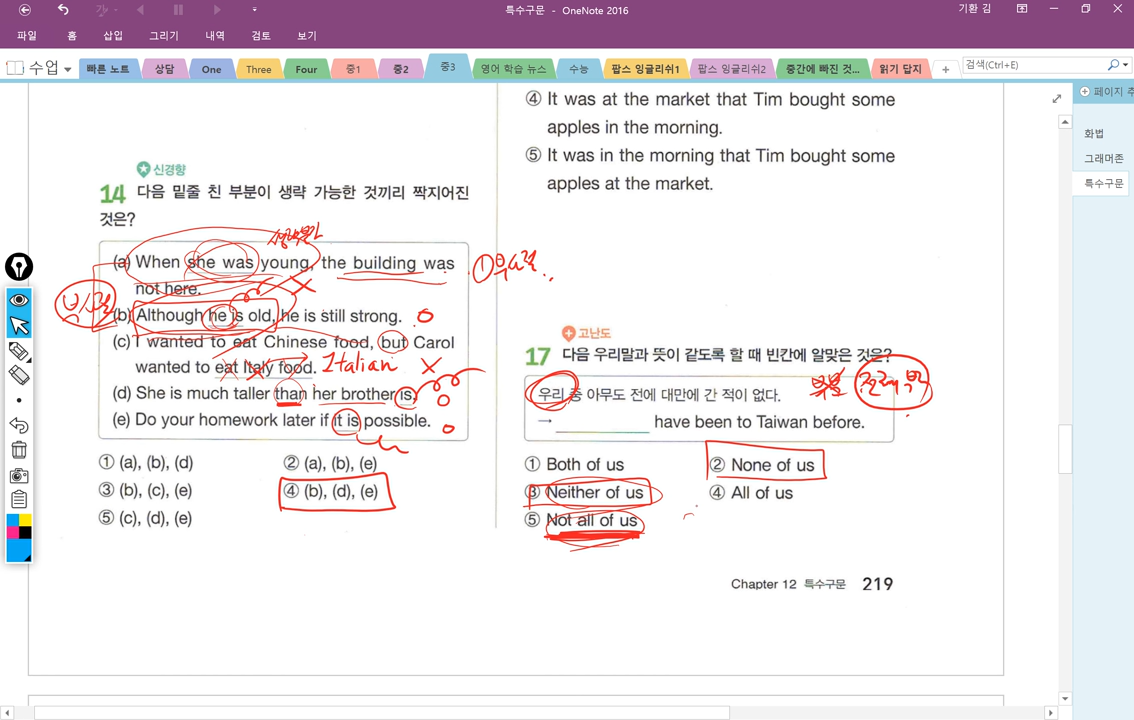 특수구문 - OneNote 2016
기환 김
파일 홈 삽입 그리기 내역 검토 보기
수업 빠른 노트 상담 One Three Four 중1 중2 중3 영어 학습 뉴스 수능 팝스 잉글리쉬1 팝스 잉글리쉬2 중간에 빠진 것... 읽기 답지 +
검색(Ctrl+E)
페이지 추
화법
그래머존
특수구문
신경향
14 다음 밑줄 친 부분이 생략 가능한 것끼리 짝지어진
것은?
(a) When she was young, the building was
not here.
(b) Although he is old, he is still strong.
(c) I wanted to eat Chinese food, but Carol
wanted to eat Italy food. Italian X
(d) She is much taller than her brother is.
(e) Do your homework later if it is possible.
① (a), (b), (d)
② (a), (b), (e)
③ (b), (c), (e)
④ (b), (d), (e)
⑤ (c), (d), (e)
④ It was at the market that Tim bought some
apples in the morning.
⑤ It was in the morning that Tim bought some
apples at the market.
고난도
17 다음 우리말과 뜻이 같도록 할 때 빈칸에 알맞은 것은?
우리 중 아무도 전에 대만에 간 적이 없다.
→ ____________ have been to Taiwan before.
① Both of us
② None of us
③ Neither of us
④ All of us
⑤ Not all of us
Chapter 12 특수구문 219